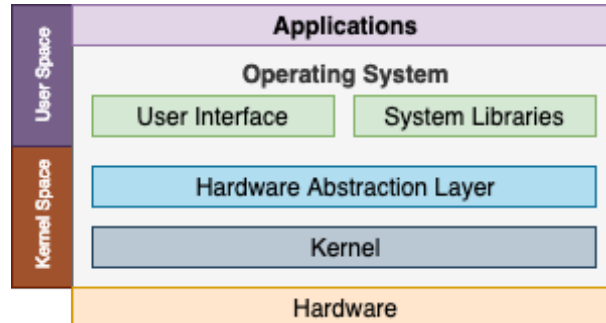 User Space
Applications
Operating System
User Interface
System Libraries
Kernel Space
Hardware Abstraction Layer
Kernel
Hardware